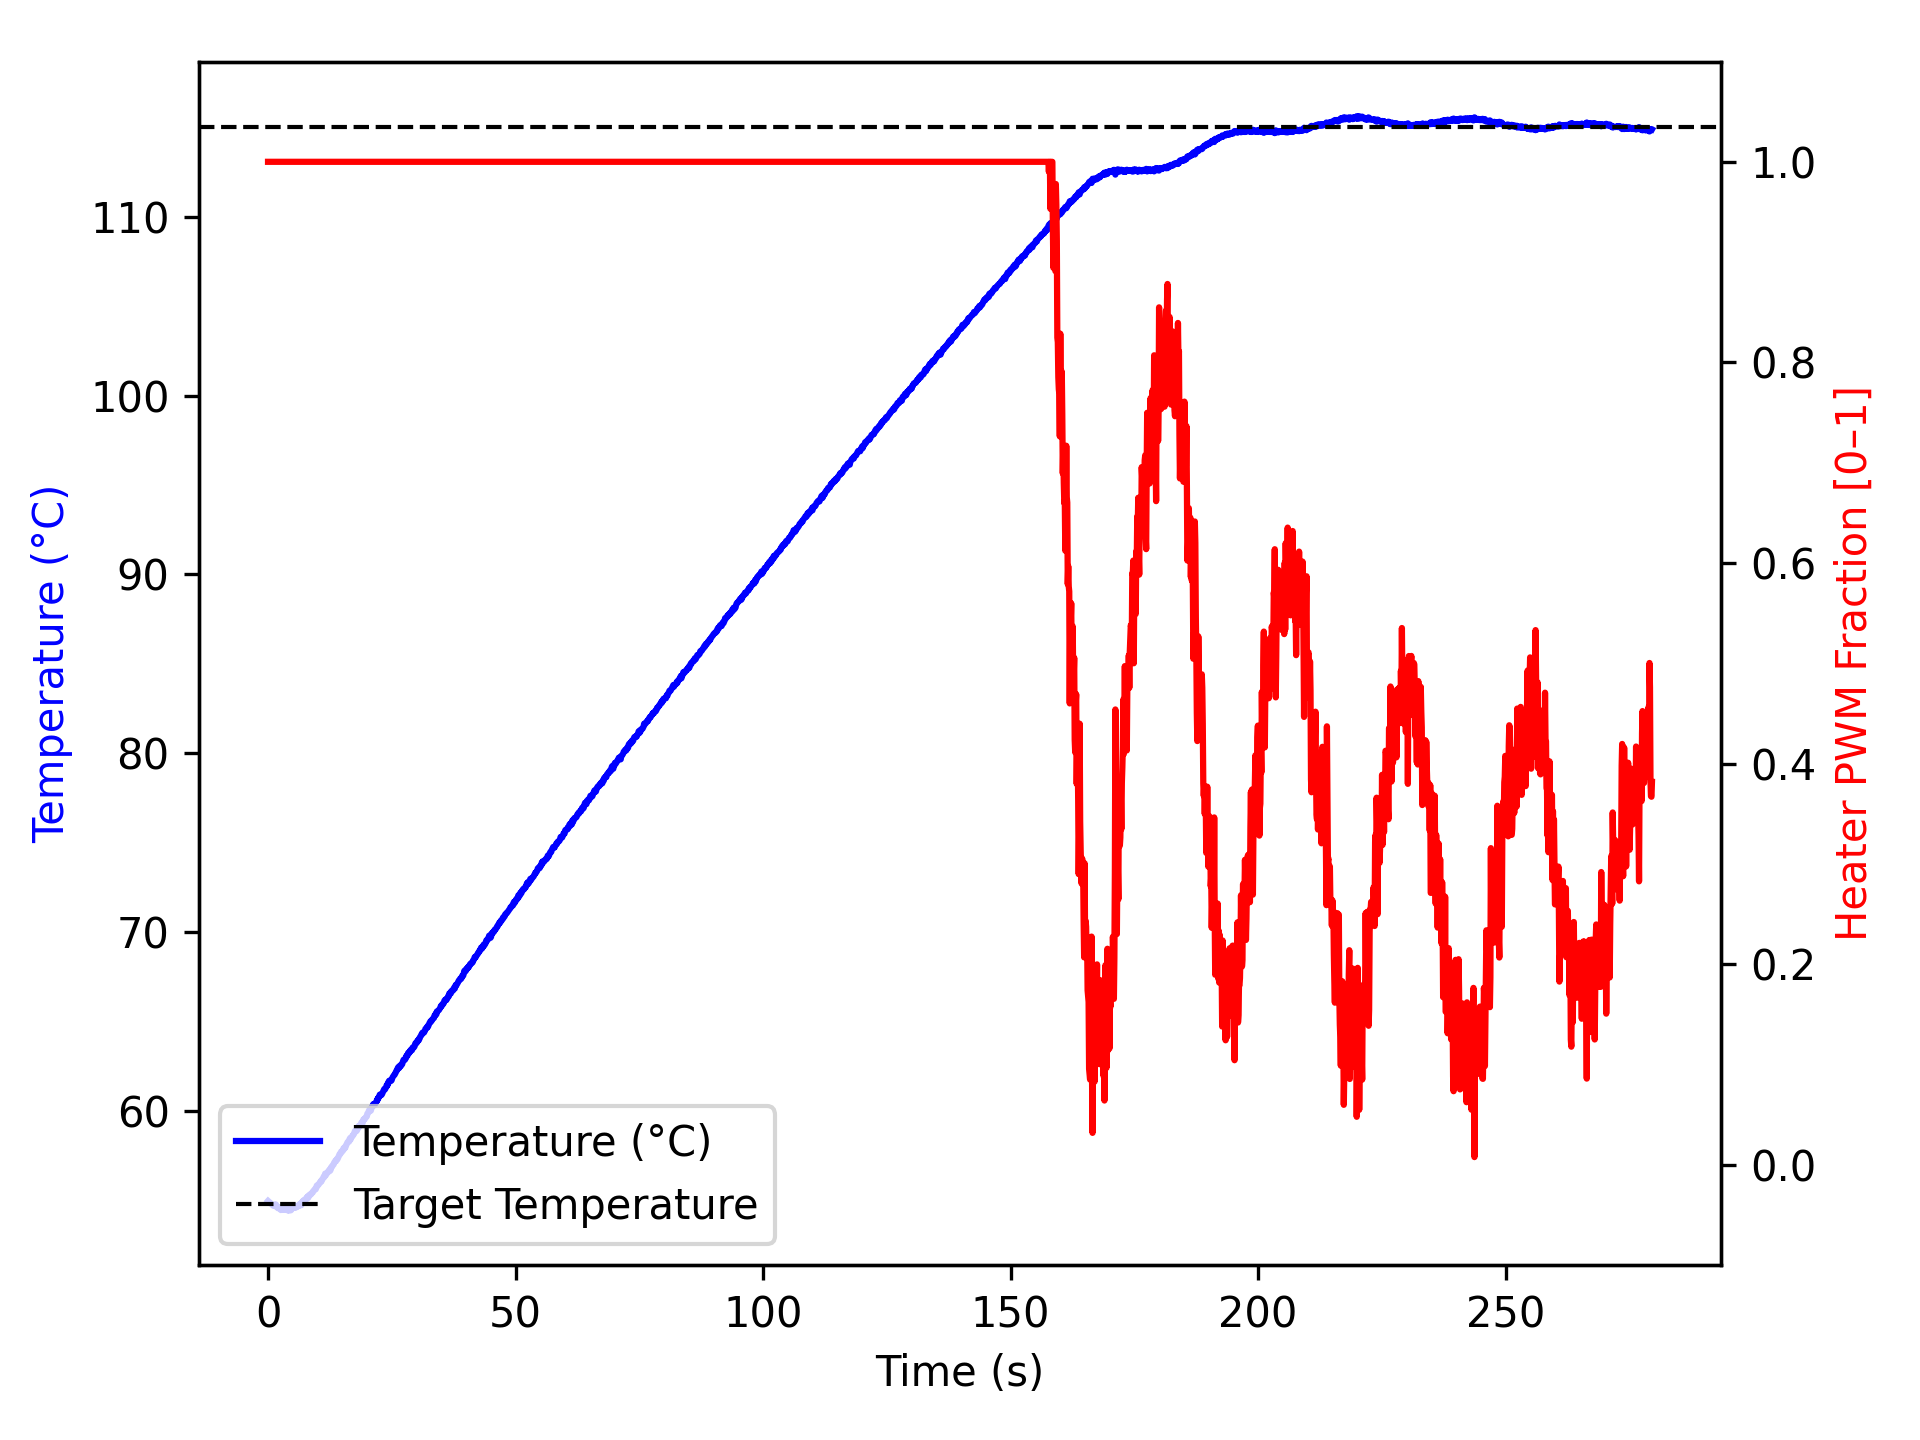 110
100
90
80
70
60
Temperature (°C)
1.0
0.8
0.6
0.4
0.2
0.0
Heater PWM Fraction [0–1]
Temperature (°C)
Target Temperature
0 50 100 150 200 250
Time (s)